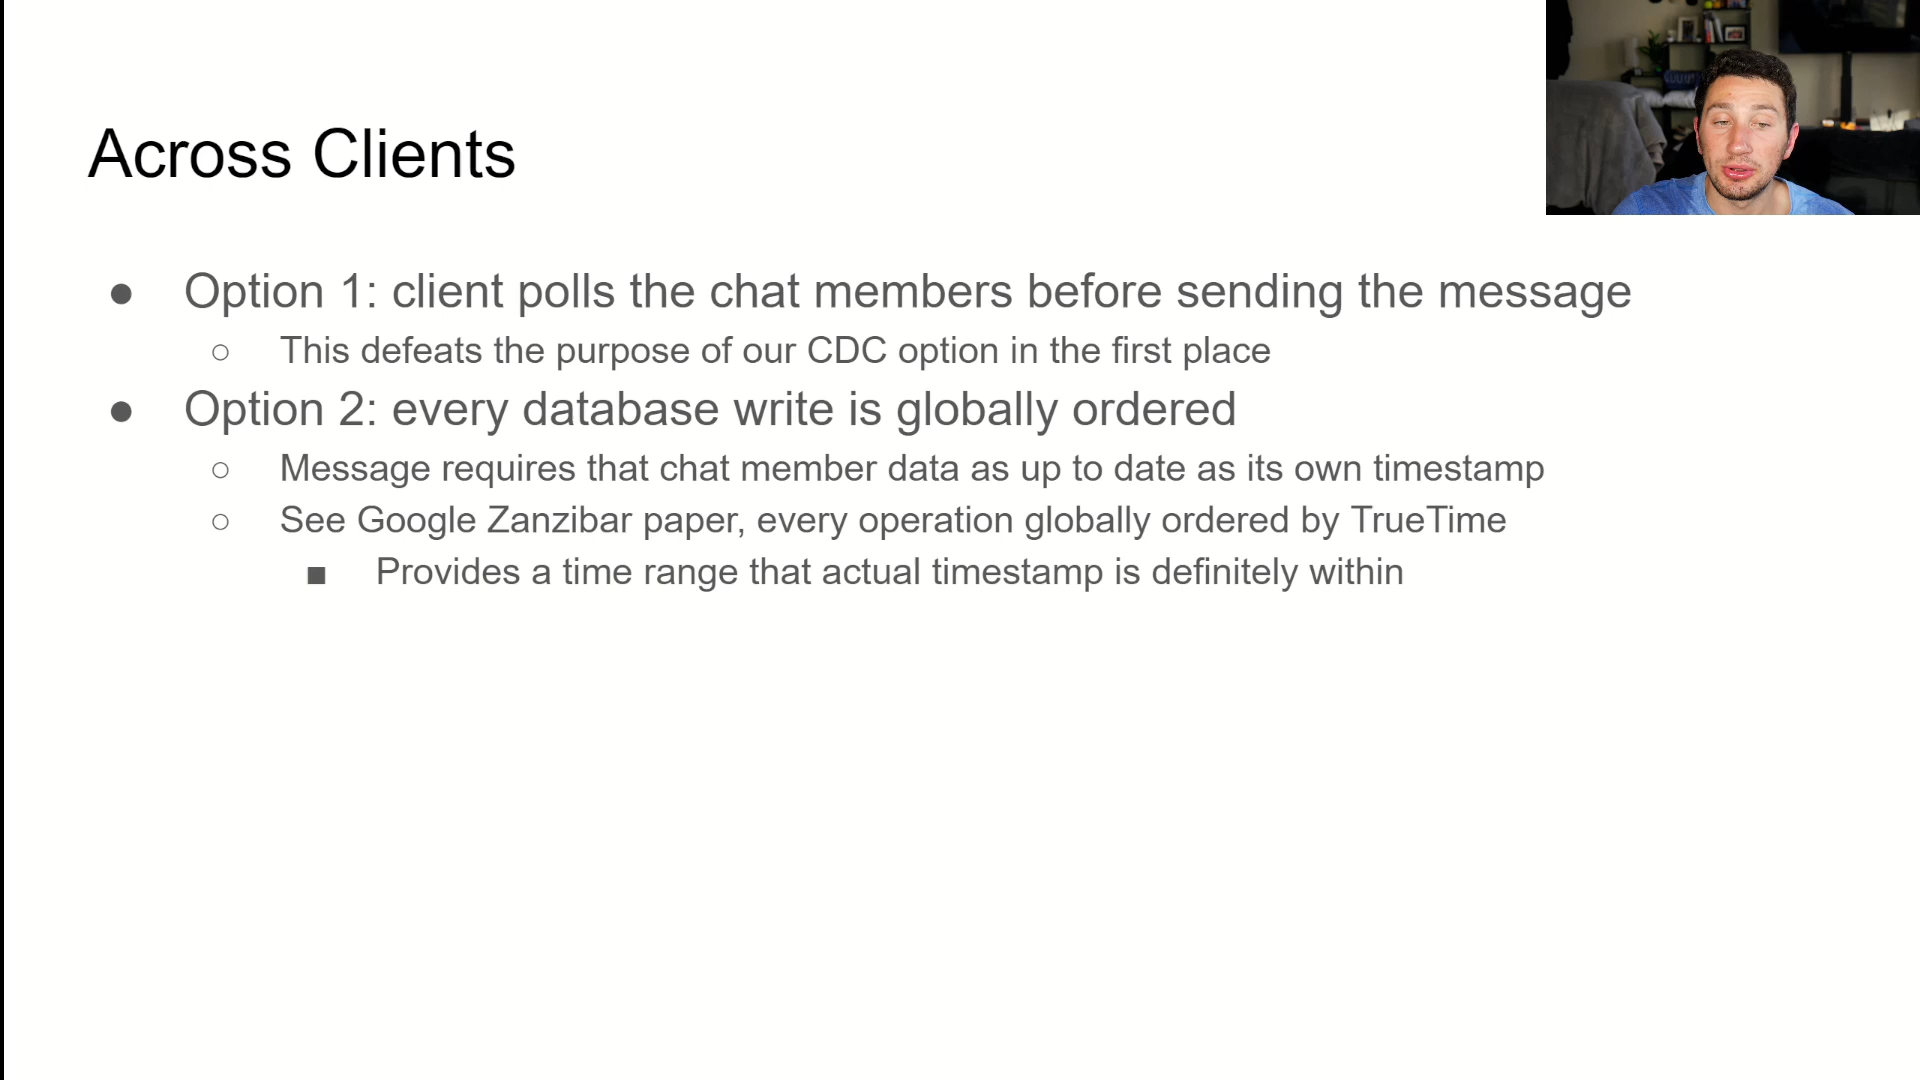 Across Clients
● Option 1: client polls the chat members before sending the message
○ This defeats the purpose of our CDC option in the first place
● Option 2: every database write is globally ordered
○ Message requires that chat member data as up to date as its own timestamp
○ See Google Zanzibar paper, every operation globally ordered by TrueTime
■ Provides a time range that actual timestamp is definitely within